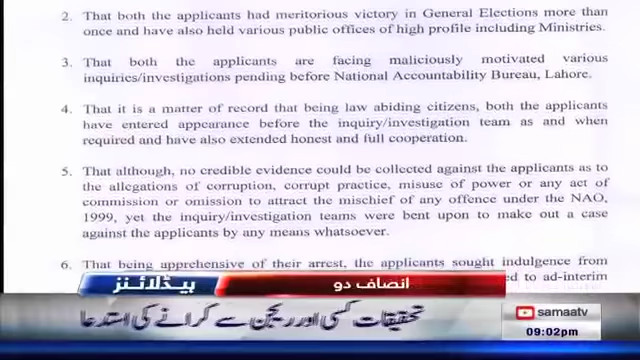 2. That both the applicants had meritorious victory in General Elections more than
once and have also held various public offices of high profile including Ministries.
3. That both the applicants are facing maliciously motivated various
inquiries/investigations pending before National Accountability Bureau, Lahore.
4. That it is a matter of record that being law abiding citizens, both the applicants
have entered appearance before the inquiry/investigation team as and when
required and have also extended honest and full cooperation.
5. That although, no credible evidence could be collected against the applicants as to
the allegations of corruption, corrupt practice, misuse of power or any act of
commission or omission to attract the mischief of any offence under the NAO,
1999, yet the inquiry/investigation teams were bent upon to make out a case
against the applicants by any means whatsoever.
6. That being apprehensive of their arrest, the applicants sought indulgence from
to ad-interim
ہیڈلائنز
انصاف دو
تحقیقات کسی اور ریجن سے کرانے کی استدعا
samaatv
09:02pm